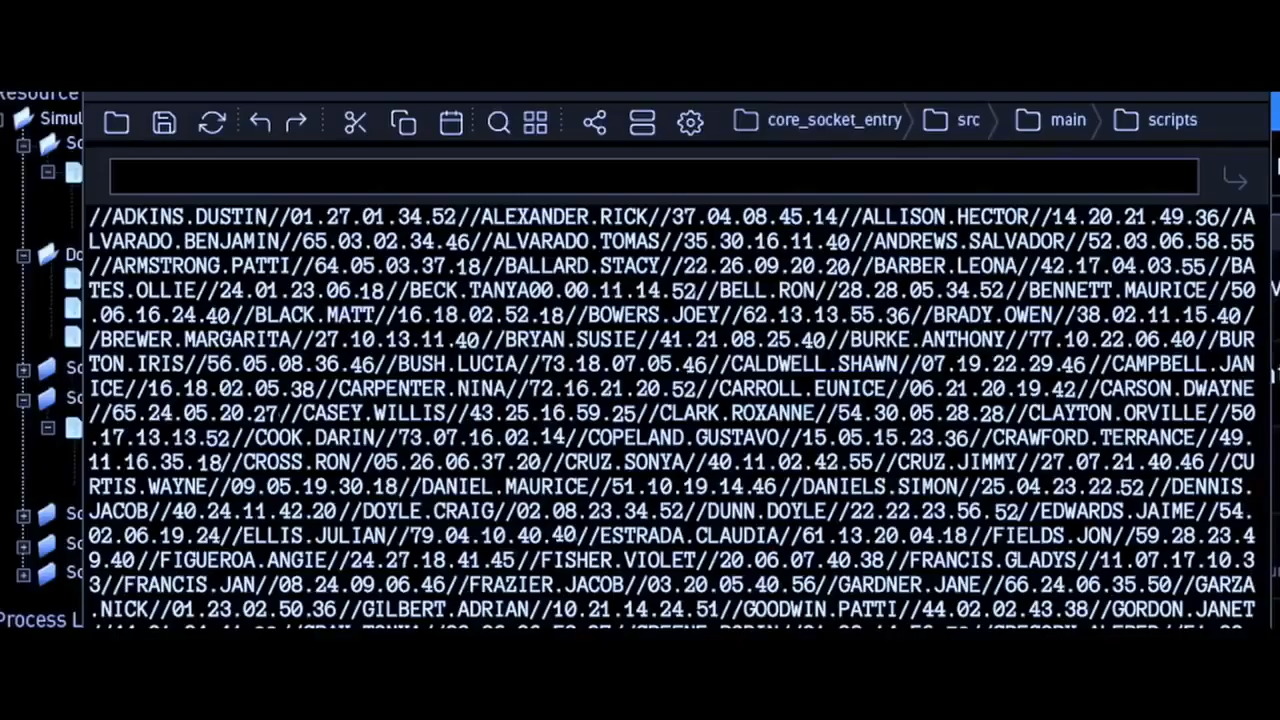 Resource
Simul
core_socket_entry
src
main
scripts
//ADKINS.DUSTIN//01.27.01.34.52//ALEXANDER.RICK//37.04.08.45.14//ALLISON.HECTOR//14.20.21.49.36//A
LVARADO.BENJAMIN//65.03.02.34.46//ALVARADO.TOMAS//35.30.16.11.40//ANDREWS.SALVADOR//52.03.06.58.55
//ARMSTRONG.PATTI//64.05.03.37.18//BALLARD.STACY//22.26.09.20.20//BARBER.LEONA//42.17.04.03.55//BA
TES.OLLIE//24.01.23.06.18//BECK.TANYA00.00.11.14.52//BELL.RON//28.28.05.34.52//BENNETT.MAURICE//50
.06.16.24.40//BLACK.MATT//16.18.02.52.18//BOWERS.JOEY//62.13.13.55.36//BRADY.OWEN//38.02.11.15.40/
/BREWER.MARGARITA//27.10.13.11.40//BRYAN.SUSIE//41.21.08.25.40//BURKE.ANTHONY//77.10.22.06.40//BUR
TON.IRIS//56.05.08.36.46//BUSH.LUCIA//73.18.07.05.46//CALDWELL.SHAWN//07.19.22.29.46//CAMPBELL.JAN
ICE//16.18.02.05.38//CARPENTER.NINA//72.16.21.20.52//CARROLL.EUNICE//06.21.20.19.42//CARSON.DWAYNE
//65.24.05.20.27//CASEY.WILLIS//43.25.16.59.25//CLARK.ROXANNE//54.30.05.28.28//CLAYTON.ORVILLE//50
.17.13.13.52//COOK.DARIN//73.07.16.02.14//COPELAND.GUSTAVO//15.05.15.23.36//CRAWFORD.TERRANCE//49.
11.16.35.18//CROSS.RON//05.26.06.37.20//CRUZ.SONYA//40.11.02.42.55//CRUZ.JIMMY//27.07.21.40.46//CU
RTIS.WAYNE//09.05.19.30.18//DANIEL.MAURICE//51.10.19.14.46//DANIELS.SIMON//25.04.23.22.52//DENNIS.
JACOB//40.24.11.42.20//DOYLE.CRAIG//02.08.23.34.52//DUNN.DOYLE//22.22.23.56.52//EDWARDS.JAIME//54.
02.06.19.24//ELLIS.JULIAN//79.04.10.40.40//ESTRADA.CLAUDIA//61.13.20.04.18//FIELDS.JON//59.28.23.4
9.40//FIGUEROA.ANGIE//24.27.18.41.45//FISHER.VIOLET//20.06.07.40.38//FRANCIS.GLADYS//11.07.17.10.3
3//FRANCIS.JAN//08.24.09.06.46//FRAZIER.JACOB//03.20.05.40.56//GARDNER.JANE//66.24.06.35.50//GARZA
.NICK//01.23.02.50.36//GILBERT.ADRIAN//10.21.14.24.51//GOODWIN.PATTI//44.02.02.43.38//GORDON.JANET
Process L